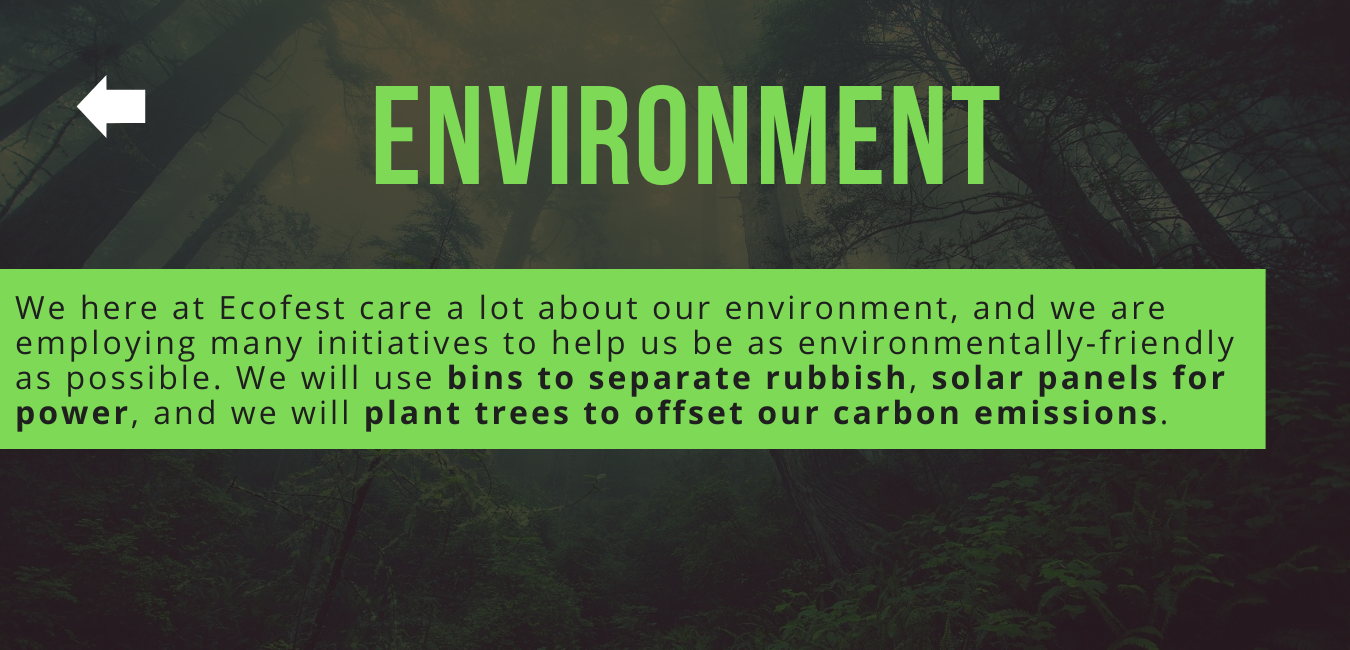 ENVIRONMENT
We here at Ecofest care a lot about our environment, and we are
employing many initiatives to help us be as environmentally-friendly
as possible. We will use bins to separate rubbish, solar panels for
power, and we will plant trees to offset our carbon emissions.